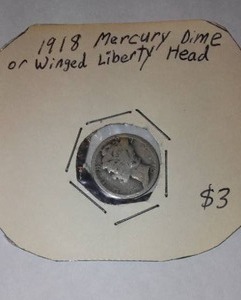 1918 Mercury Dime
or Winged Liberty Head
$3